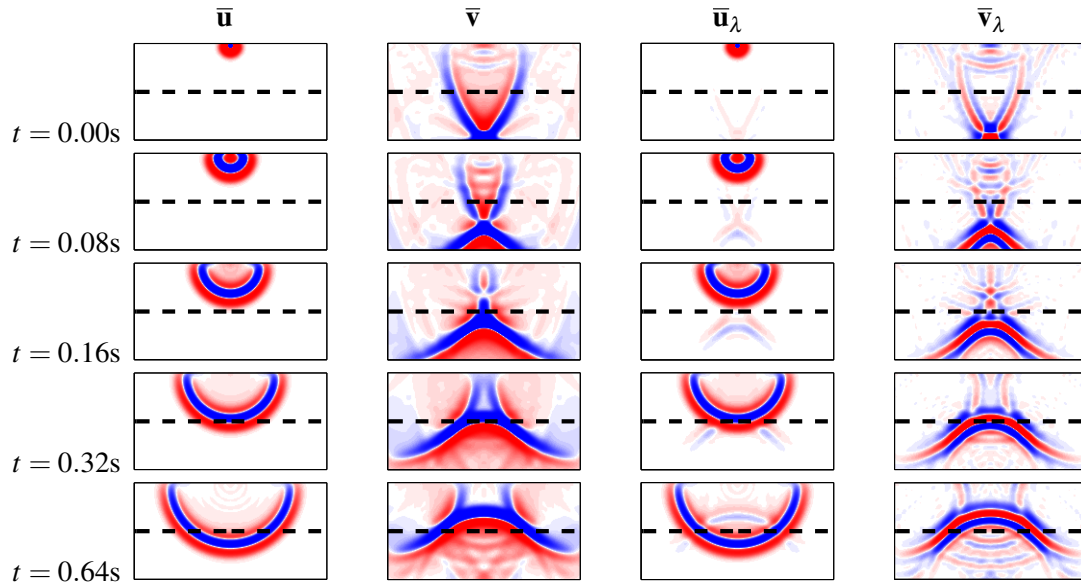 ū v̄ ū_λ v̄_λ
t = 0.00s
t = 0.08s
t = 0.16s
t = 0.32s
t = 0.64s